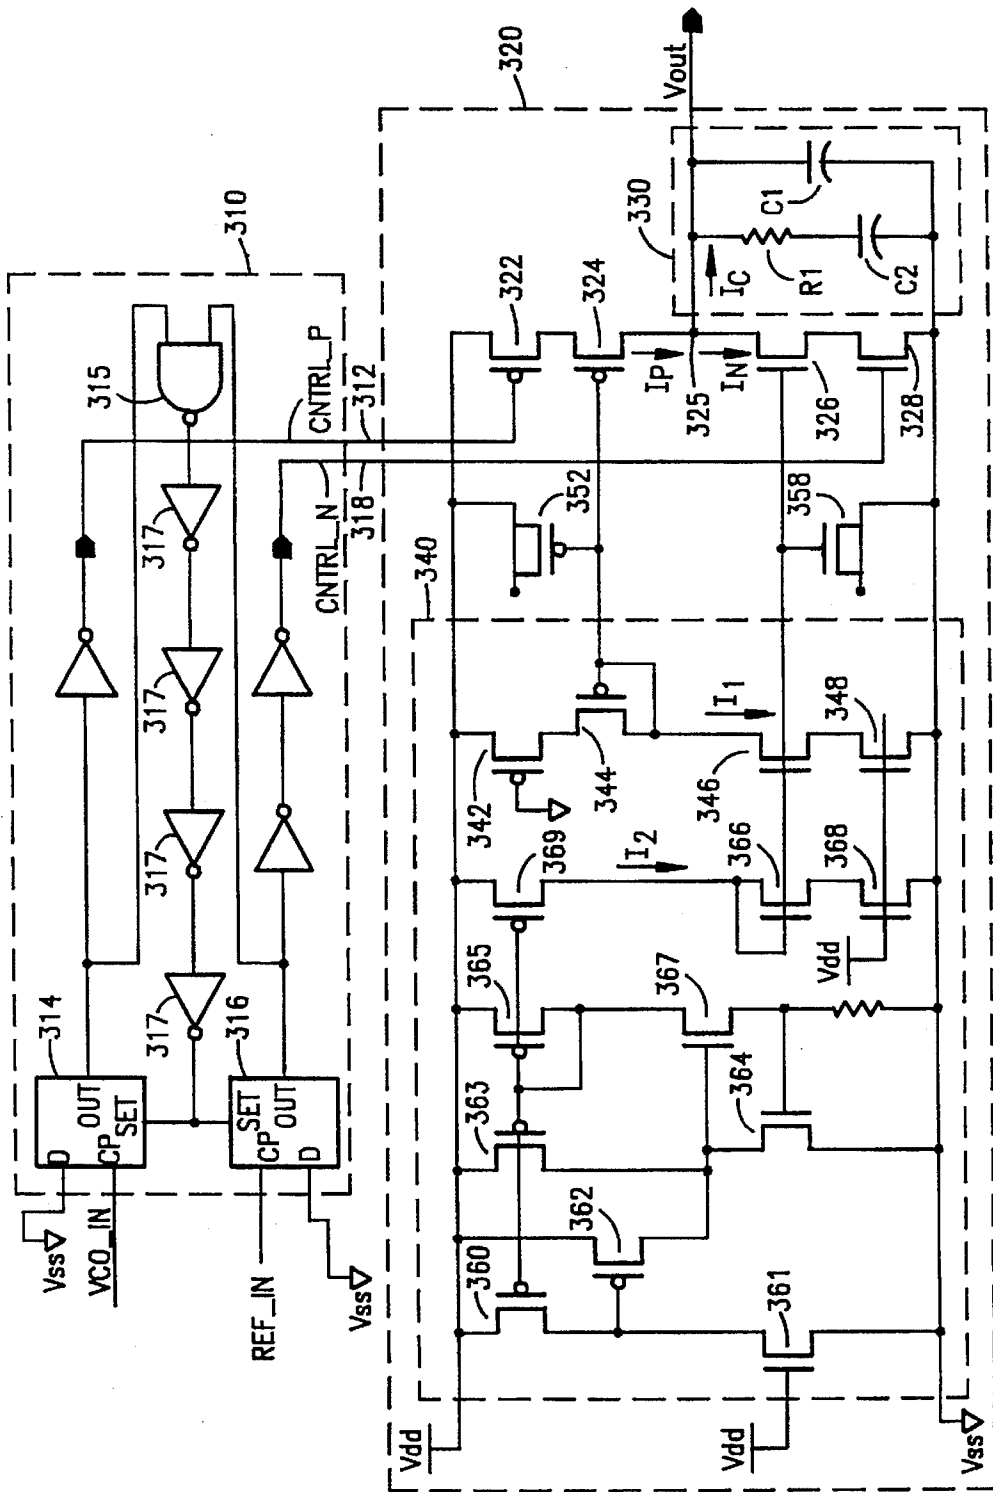 Vss
VCO_IN
REF_IN
Vss
D
CP
SET
OUT
314
SET
CP
OUT
D
316
317
317
317
317
315
310
CNTRL_P
312
CNTRL_N
318
320
Vout
330
322
324
IP
325
IN
IC
R1
C1
C2
326
328
352
358
340
342
344
I1
346
348
369
I2
366
368
Vdd
365
367
363
364
362
360
361
Vdd
Vdd
Vss